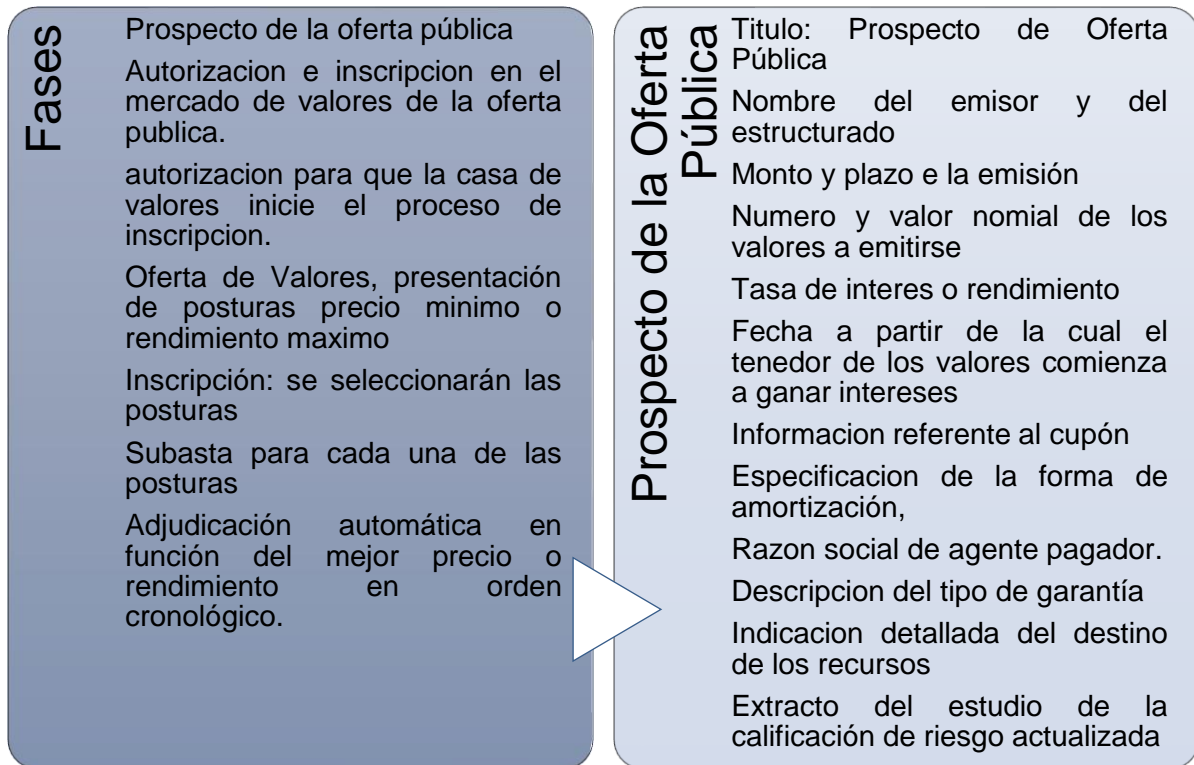 Fases
Prospecto de la oferta pública
Autorizacion e inscripcion en el
mercado de valores de la oferta
publica.
autorizacion para que la casa de
valores inicie el proceso de
inscripcion.
Oferta de Valores, presentación
de posturas precio minimo o
rendimiento maximo
Inscripción: se seleccionarán las
posturas
Subasta para cada una de las
posturas
Adjudicación automática en
función del mejor precio o
rendimiento en orden
cronológico.
Prospecto de la Oferta
Pública
Titulo: Prospecto de Oferta
Pública
Nombre del emisor y del
estructurado
Monto y plazo e la emisión
Numero y valor nomial de los
valores a emitirse
Tasa de interes o rendimiento
Fecha a partir de la cual el
tenedor de los valores comienza
a ganar intereses
Informacion referente al cupón
Especificacion de la forma de
amortización,
Razon social de agente pagador.
Descripcion del tipo de garantía
Indicacion detallada del destino
de los recursos
Extracto del estudio de la
calificación de riesgo actualizada